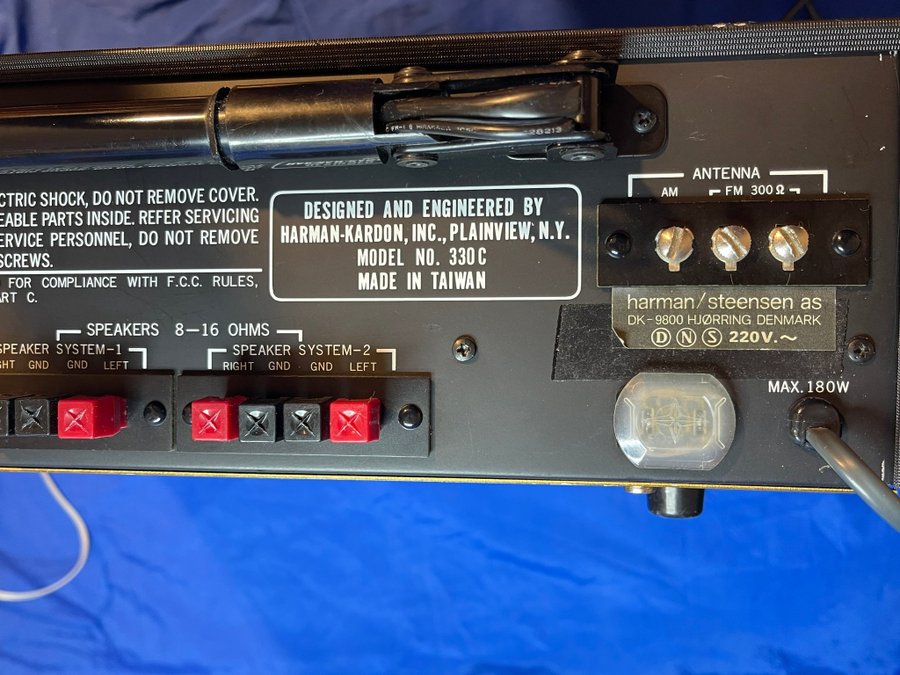 CTRIC SHOCK, DO NOT REMOVE COVER.
EABLE PARTS INSIDE. REFER SERVICING
ERVICE PERSONNEL, DO NOT REMOVE
SCREWS.
FOR COMPLIANCE WITH F.C.C. RULES,
ART C.
DESIGNED AND ENGINEERED BY
HARMAN-KARDON, INC., PLAINVIEW, N.Y.
MODEL NO. 330C
MADE IN TAIWAN
ANTENNA
AM FM 300Ω
harman/steensen as
DK-9800 HJØRRING DENMARK
D N S 220V.~
MAX. 180W
SPEAKERS 8-16 OHMS
SPEAKER SYSTEM-1
GHT GND GND LEFT
SPEAKER SYSTEM-2
RIGHT GND GND LEFT